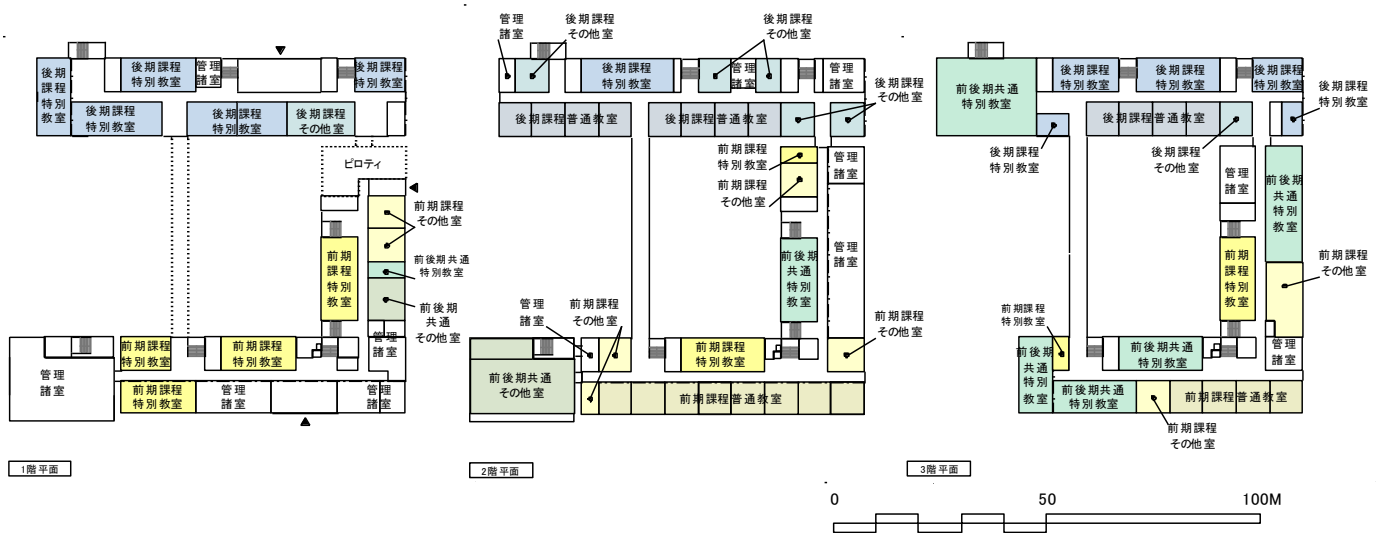 後期
課程
特別
教室
後期課程
特別教室
管理
諸室
後期課程
特別教室
後期課程
特別教室
後期課程
特別教室
後期課程
その他室
ピロティ
前期課程
その他室
前後期共通
特別教室
前後期
共通
その他室
前期
課程
特別
教室
管理
諸室
前期課程
特別教室
前期課程
特別教室
管理
諸室
前期課程
特別教室
管理
諸室
管理
諸室
1階平面
管理
諸室
後期課程
その他室
後期課程
その他室
後期課程
特別教室
管理
諸室
管理
諸室
後期課程
その他室
後期課程普通教室
後期課程普通教室
前期課程
特別教室
前期課程
その他室
管理
諸室
管理
諸室
前後期
共通
特別
教室
管理
諸室
前期課程
その他室
前期課程
その他室
前期課程
特別教室
前後期共通
その他室
前期課程普通教室
2階平面
前後期共通
特別教室
後期課程
特別教室
後期課程
特別教室
後期課程
特別教室
後期課程
特別教室
後期課程普通教室
後期課程
特別教室
後期課程
その他室
管理
諸室
前後期
共通
特別
教室
前期
課程
特別
教室
前期課程
その他室
前期課程
特別教室
前後期
共通
特別
教室
前後期共通
特別教室
管理
諸室
前後期共通
特別教室
前期課程普通教室
前期課程
その他室
3階平面
0
50
100M